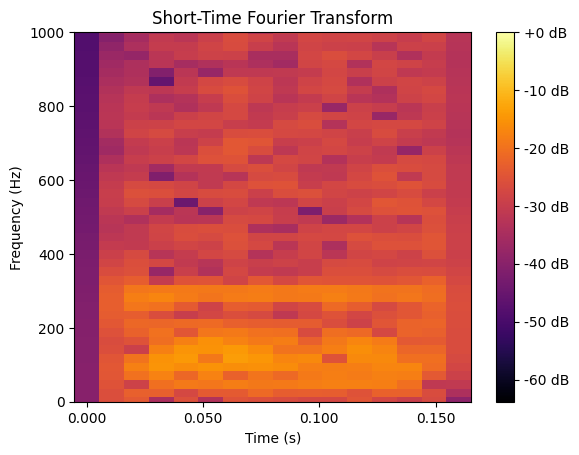 Short-Time Fourier Transform
1000
800
600
400
200
0
Frequency (Hz)
0.000
0.050
0.100
0.150
Time (s)
+0 dB
-10 dB
-20 dB
-30 dB
-40 dB
-50 dB
-60 dB